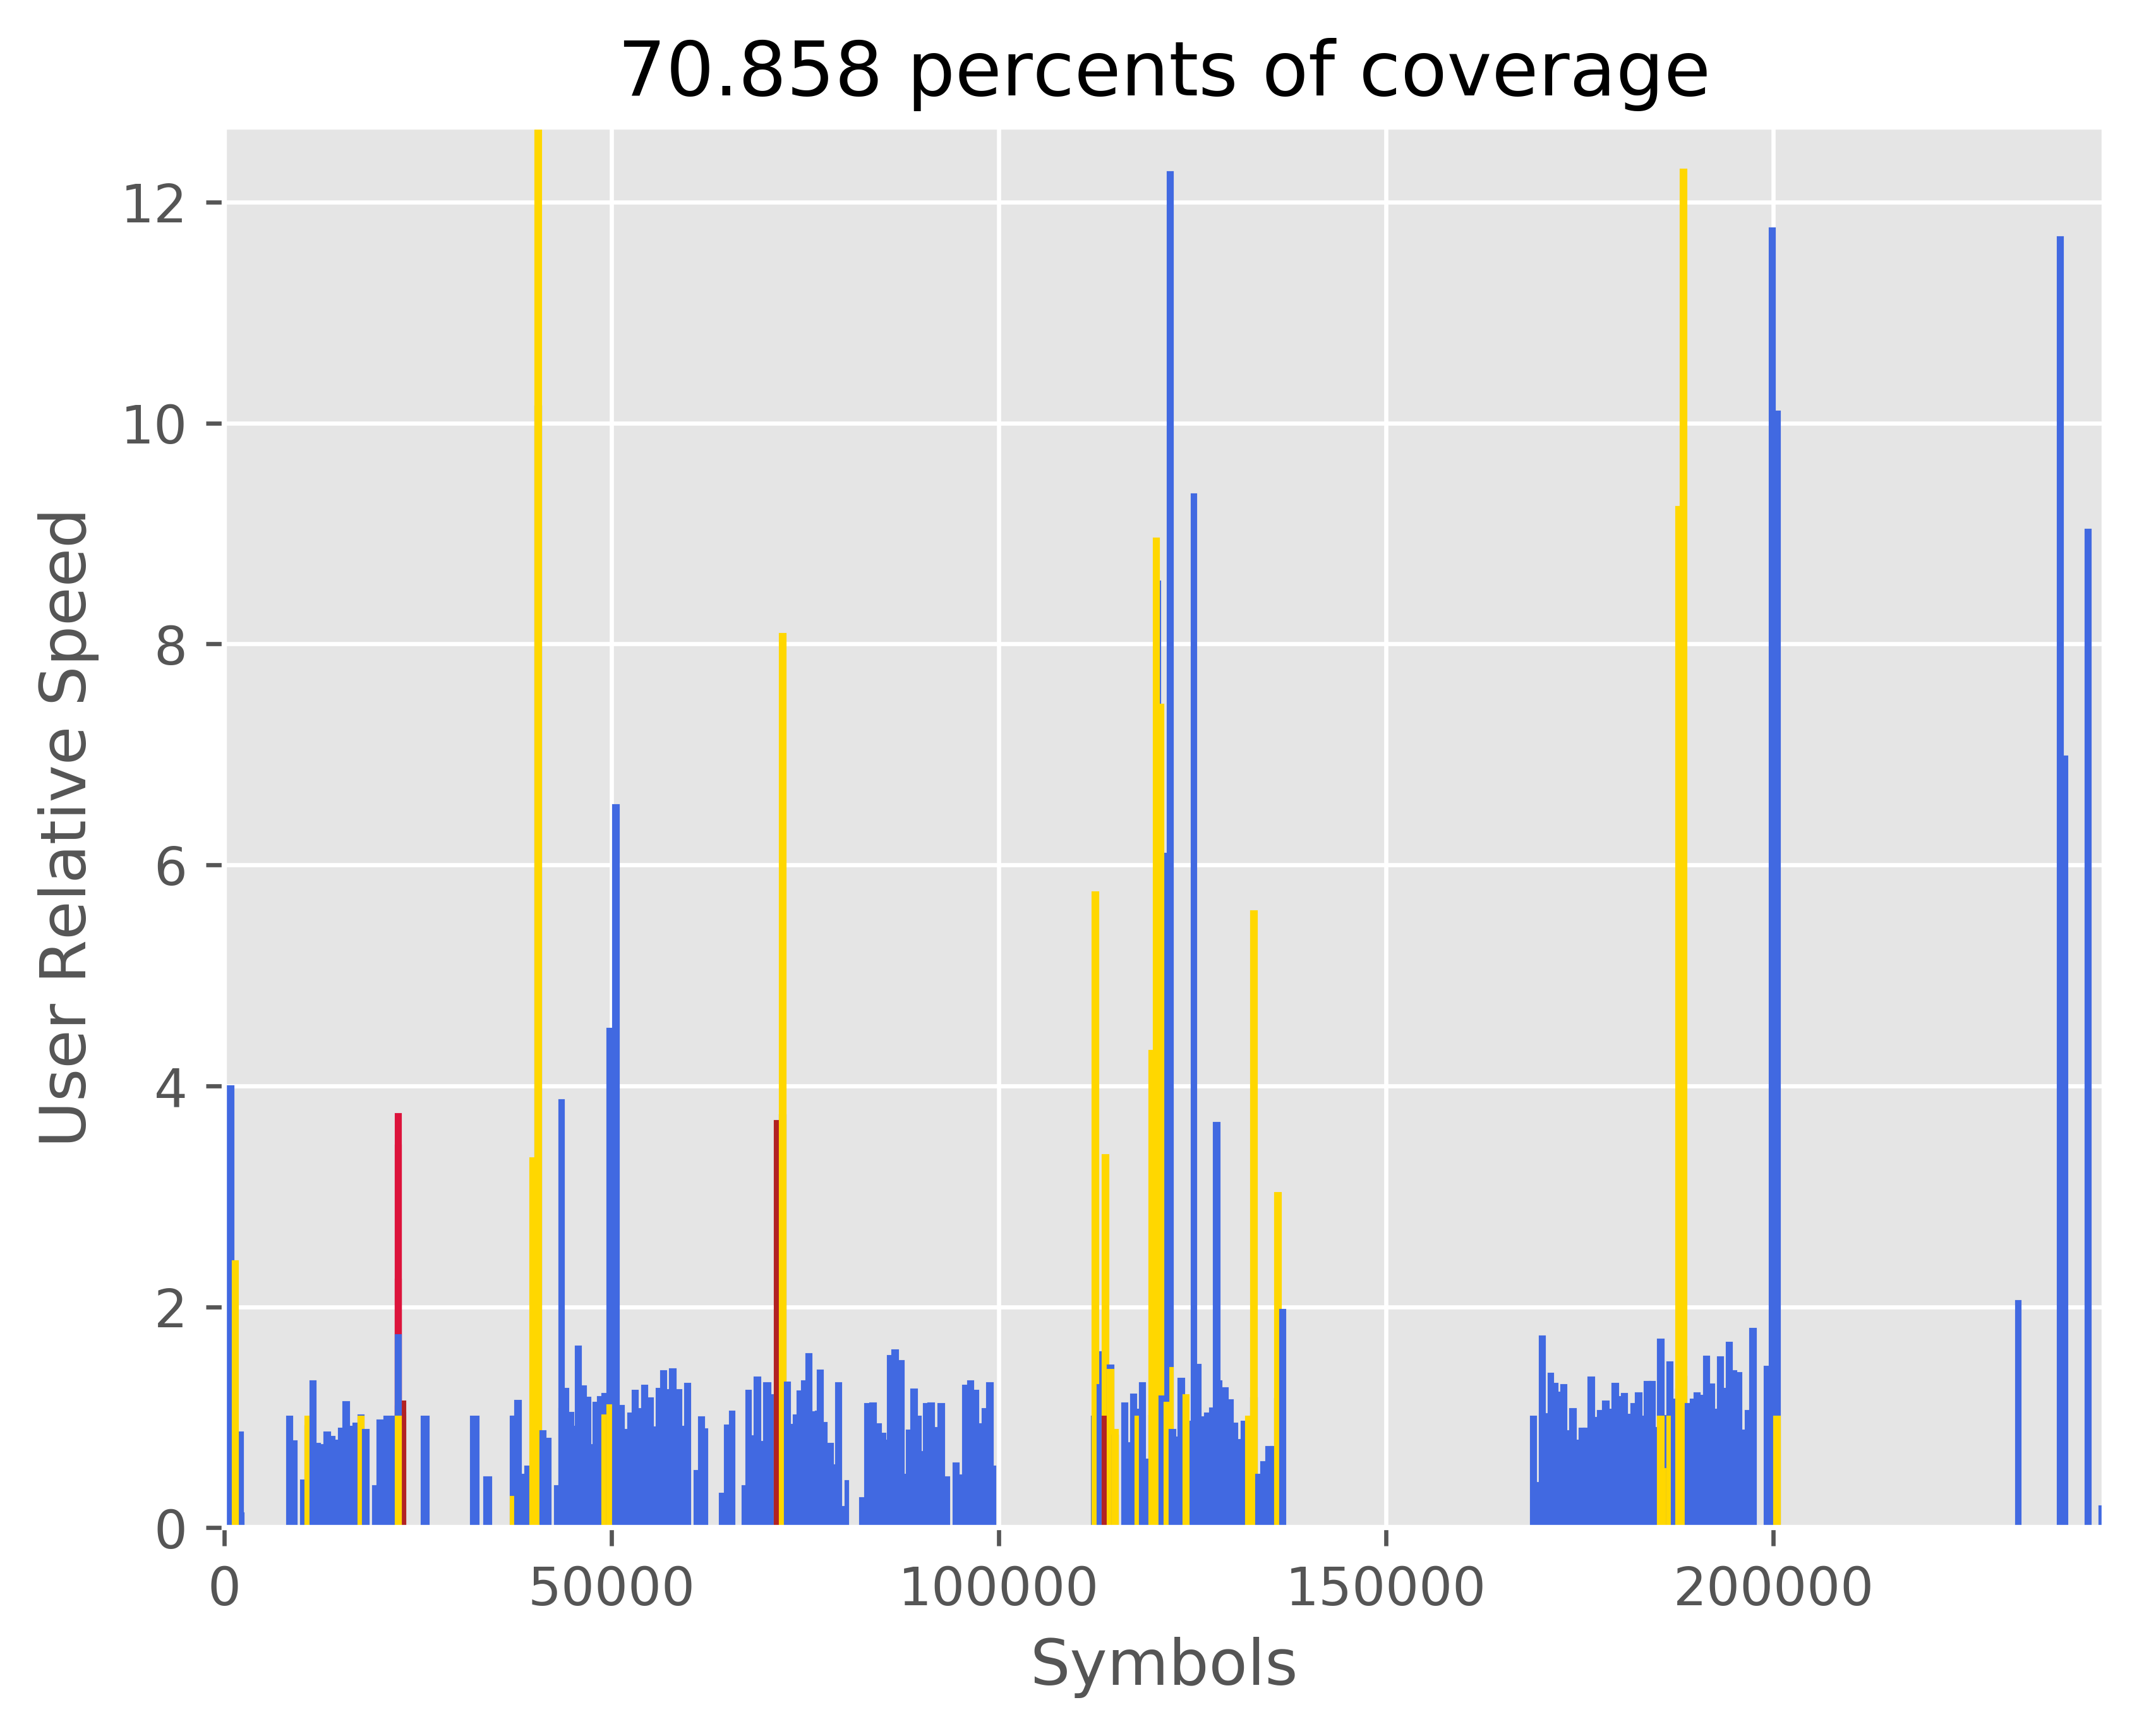 70.858 percents of coverage
User Relative Speed
12
10
8
6
4
2
0
0 50000 100000 150000 200000
Symbols